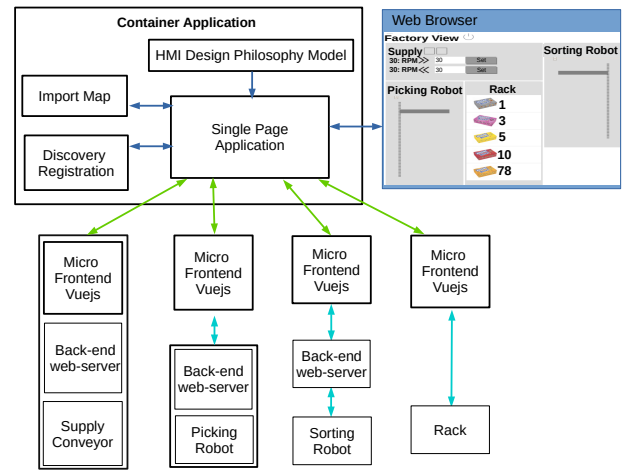 Container Application
HMI Design Philosophy Model
Import Map
Discovery
Registration
Single Page
Application
Web Browser
Factory View
Supply
30: RPM >> 30 Set
30: RPM << 30 Set
Sorting Robot
Picking Robot
Rack
1
3
5
10
78
Micro
Frontend
Vuejs
Back-end
web-server
Supply
Conveyor
Micro
Frontend
Vuejs
Back-end
web-server
Picking
Robot
Micro
Frontend
Vuejs
Back-end
web-server
Sorting
Robot
Micro
Frontend
Vuejs
Rack